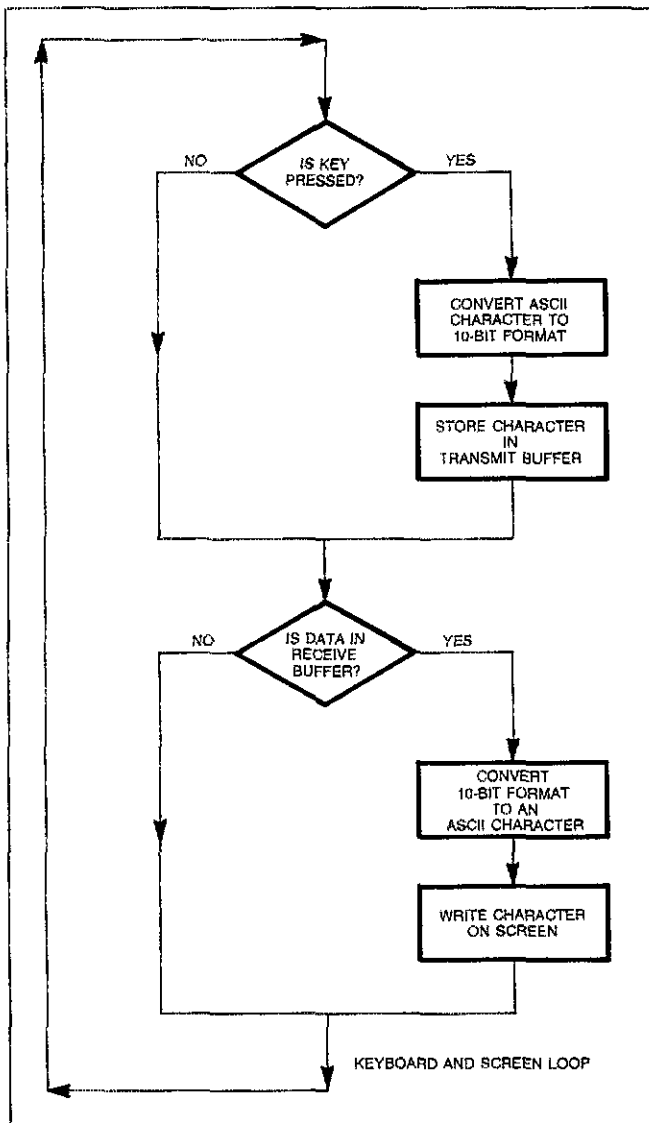 IS KEY
PRESSED?
NO
YES
CONVERT ASCII
CHARACTER TO
10-BIT FORMAT
STORE CHARACTER
IN
TRANSMIT BUFFER
IS DATA IN
RECEIVE
BUFFER?
NO
YES
CONVERT
10-BIT FORMAT
TO AN
ASCII CHARACTER
WRITE CHARACTER
ON SCREEN
KEYBOARD AND SCREEN LOOP